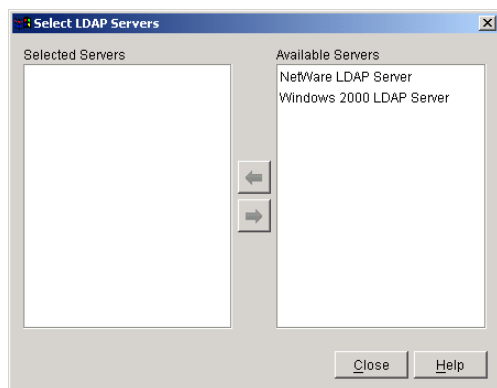 Select LDAP Servers
Selected Servers
Available Servers
NetWare LDAP Server
Windows 2000 LDAP Server
Close
Help